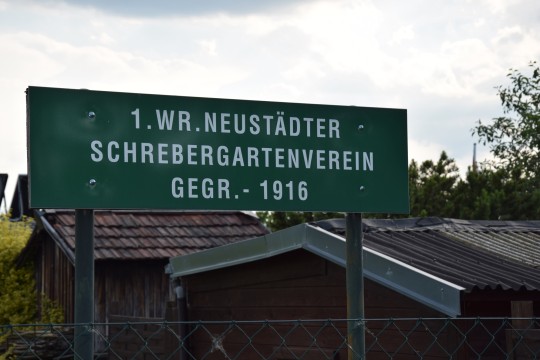 1.WR.NEUSTÄDTER
SCHREBERGARTENVEREIN
GEGR.- 1916